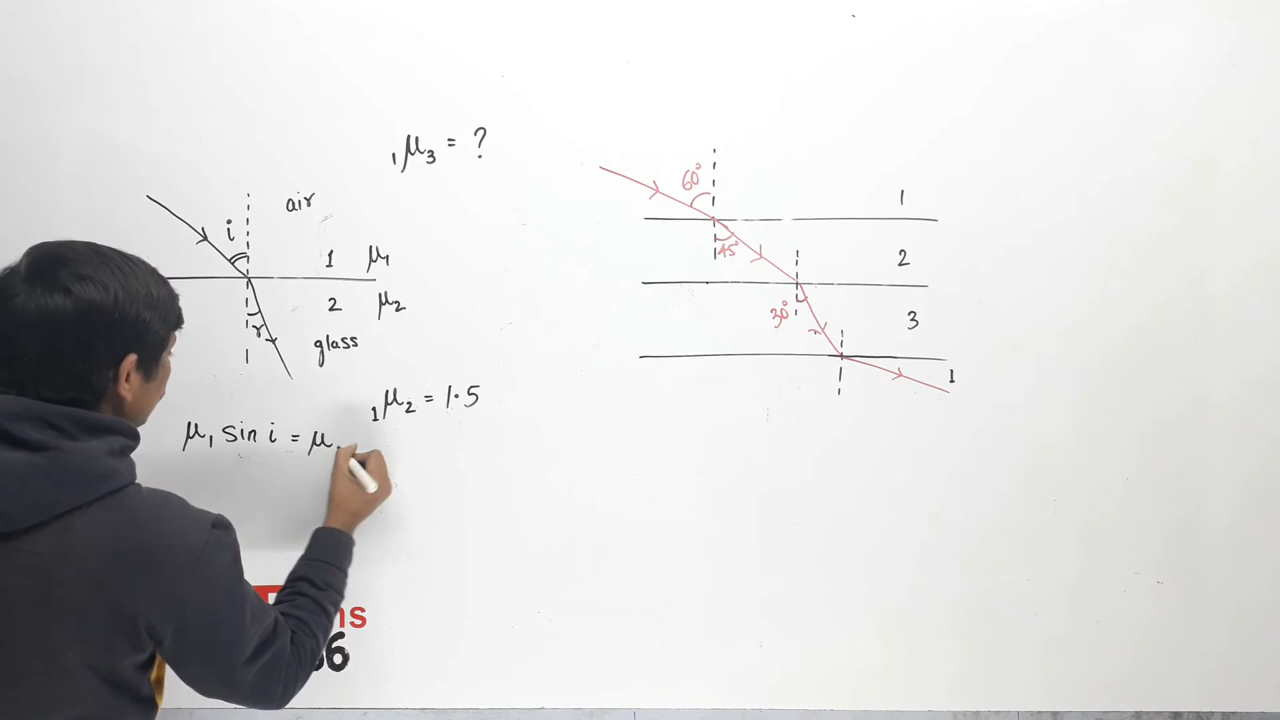 ₁μ₃ = ?
air
i
1 μ₁
2 μ₂
r
glass
₁μ₂ = 1.5
μ₁ sin i = μ
60°
1
45°
2
30°
3
1